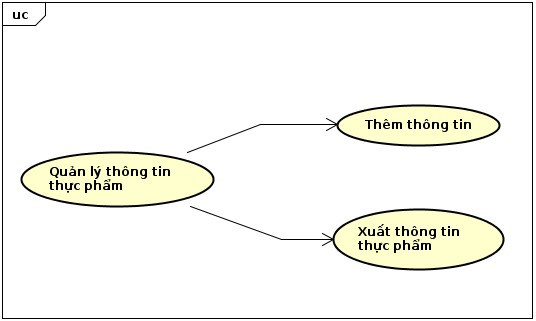 uc
Thêm thông tin
Quản lý thông tin
thực phẩm
Xuất thông tin
thực phẩm